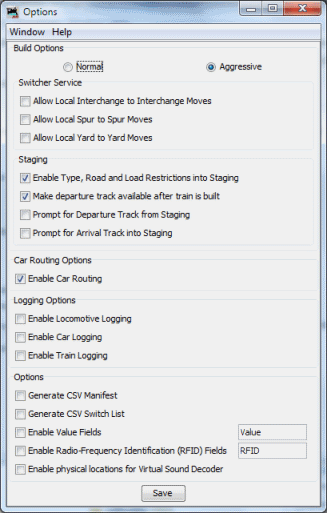 Options
Window Help
Build Options
Normal Aggressive
Switcher Service
Allow Local Interchange to Interchange Moves
Allow Local Spur to Spur Moves
Allow Local Yard to Yard Moves
Staging
Enable Type, Road and Load Restrictions into Staging
Make departure track available after train is built
Prompt for Departure Track from Staging
Prompt for Arrival Track into Staging
Car Routing Options
Enable Car Routing
Logging Options
Enable Locomotive Logging
Enable Car Logging
Enable Train Logging
Options
Generate CSV Manifest
Generate CSV Switch List
Enable Value Fields Value
Enable Radio-Frequency Identification (RFID) Fields RFID
Enable physical locations for Virtual Sound Decoder
Save